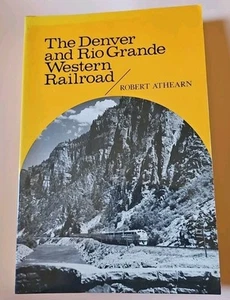 The Denver
and Rio Grande
Western
Railroad
ROBERT ATHEARN